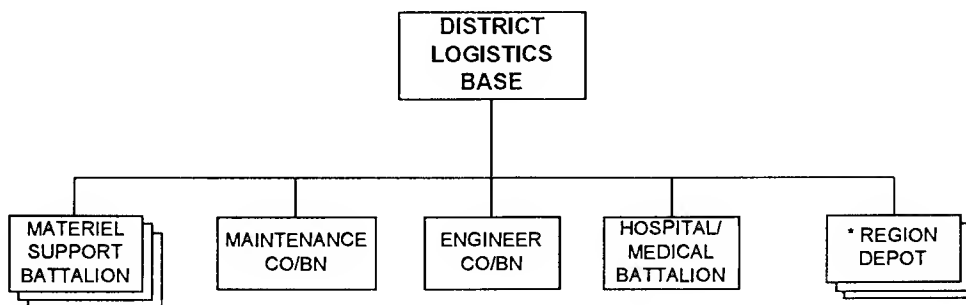 DISTRICT
LOGISTICS
BASE
MATERIEL
SUPPORT
BATTALION
MAINTENANCE
CO/BN
ENGINEER
CO/BN
HOSPITAL/
MEDICAL
BATTALION
* REGION
DEPOT